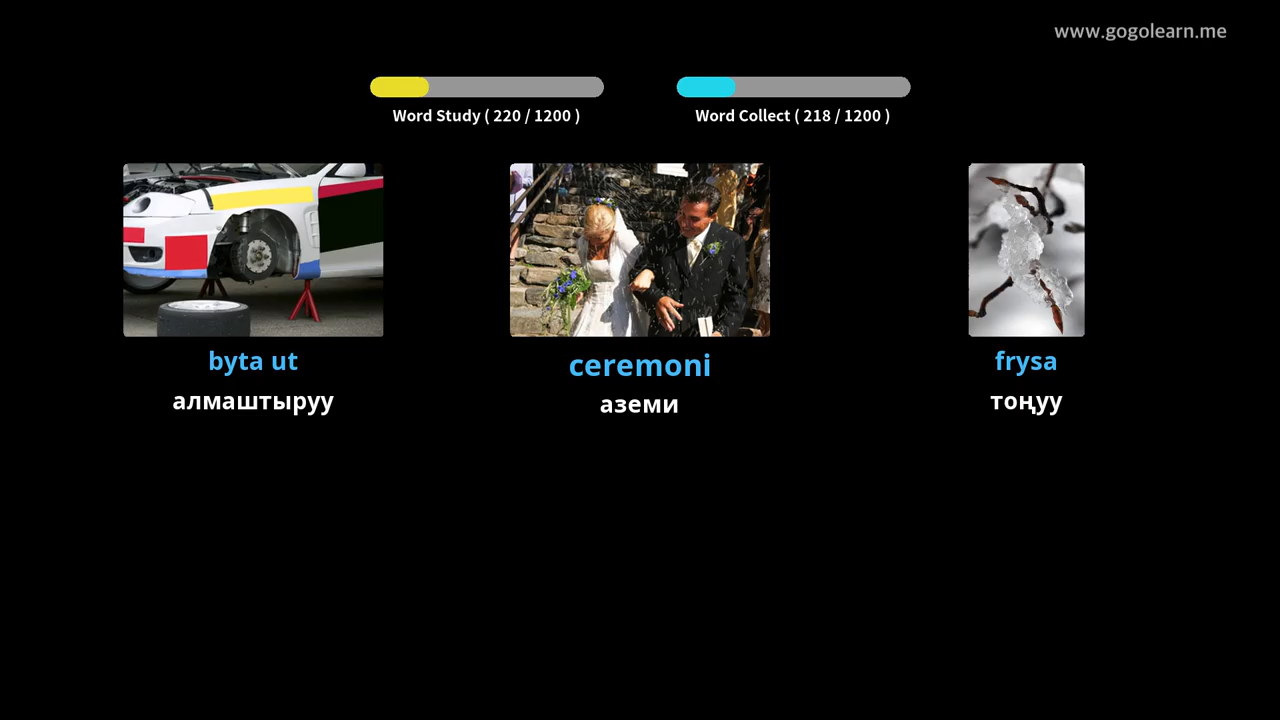 www.gogolearn.me
Word Study ( 220 / 1200 )
Word Collect ( 218 / 1200 )
byta ut
алмаштыруу
ceremoni
аземи
frysa
тоңуу